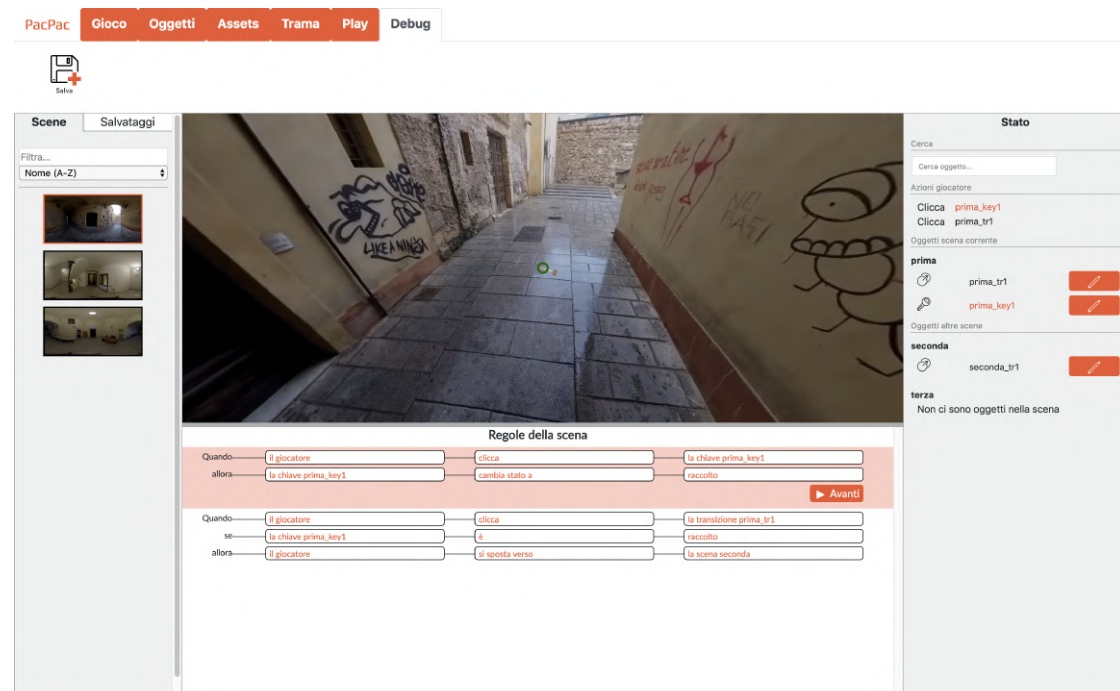 PacPac Gioco Oggetti Assets Trama Play Debug
Salva
Scene Salvataggi
Filtra...
Nome (A-Z)
LIKE A NINJA
Regole della scena
Quando il giocatore clicca la chiave prima_key1
allora la chiave prima_key1 cambia stato a raccolto
Avanti
Quando il giocatore clicca la transizione prima_tr1
se la chiave prima_key1 è raccolto
allora il giocatore si sposta verso la scena seconda
Stato
Cerca
Cerca oggetto...
Azioni giocatore
Clicca prima_key1
Clicca prima_tr1
Oggetti scena corrente
prima
prima_tr1
prima_key1
Oggetti altre scene
seconda
seconda_tr1
terza
Non ci sono oggetti nella scena